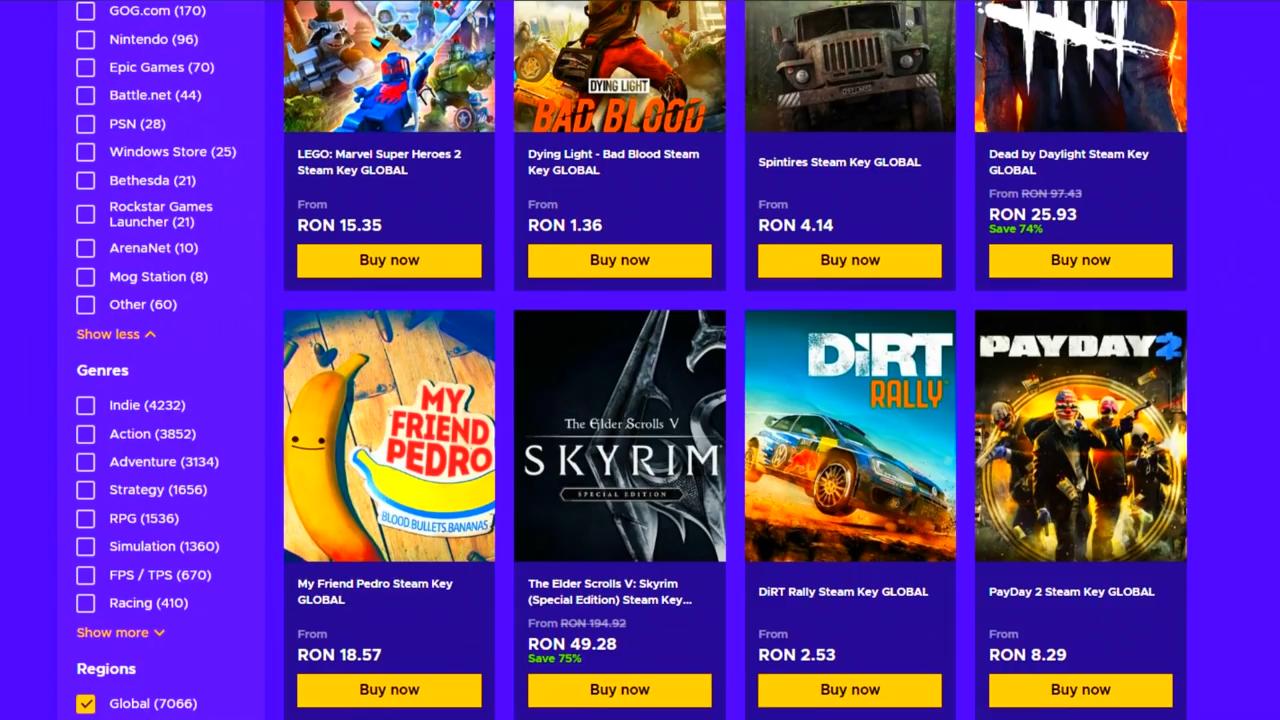 GOG.com (170)
Nintendo (96)
Epic Games (70)
Battle.net (44)
PSN (28)
Windows Store (25)
Bethesda (21)
Rockstar Games
Launcher (21)
ArenaNet (10)
Mog Station (8)
Other (60)
Show less
Genres
Indie (4232)
Action (3852)
Adventure (3134)
Strategy (1656)
RPG (1536)
Simulation (1360)
FPS / TPS (670)
Racing (410)
Show more
Regions
Global (7066)
LEGO: Marvel Super Heroes 2
Steam Key GLOBAL
From
RON 15.35
Buy now
DYING LIGHT
BAD BLOOD
Dying Light - Bad Blood Steam
Key GLOBAL
From
RON 1.36
Buy now
Spintires Steam Key GLOBAL
From
RON 4.14
Buy now
Dead by Daylight Steam Key
GLOBAL
From RON 97.43
RON 25.93
Save 74%
Buy now
MY
FRIEND
PEDRO
BLOOD BULLETS BANANAS
My Friend Pedro Steam Key
GLOBAL
From
RON 18.57
Buy now
The Elder Scrolls V
SKYRIM
SPECIAL EDITION
The Elder Scrolls V: Skyrim
(Special Edition) Steam Key...
From RON 194.92
RON 49.28
Save 75%
Buy now
DiRT
RALLY
DiRT Rally Steam Key GLOBAL
From
RON 2.53
Buy now
PAYDAY 2
PayDay 2 Steam Key GLOBAL
From
RON 8.29
Buy now